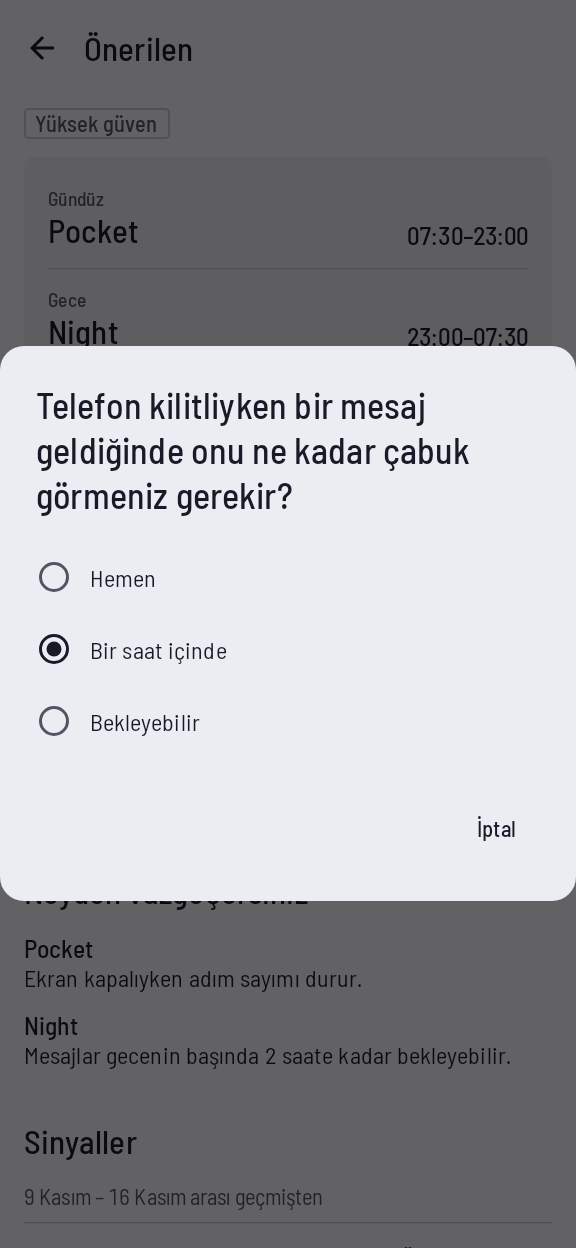 Önerilen
Yüksek güven
Gündüz
Pocket
07:30–23:00
Gece
Night
23:00–07:30
Telefon kilitliyken bir mesaj
geldiğinde onu ne kadar çabuk
görmeniz gerekir?
Hemen
Bir saat içinde
Bekleyebilir
İptal
Pocket
Ekran kapalıyken adım sayımı durur.
Night
Mesajlar gecenin başında 2 saate kadar bekleyebilir.
Sinyaller
9 Kasım – 16 Kasım arası geçmişten